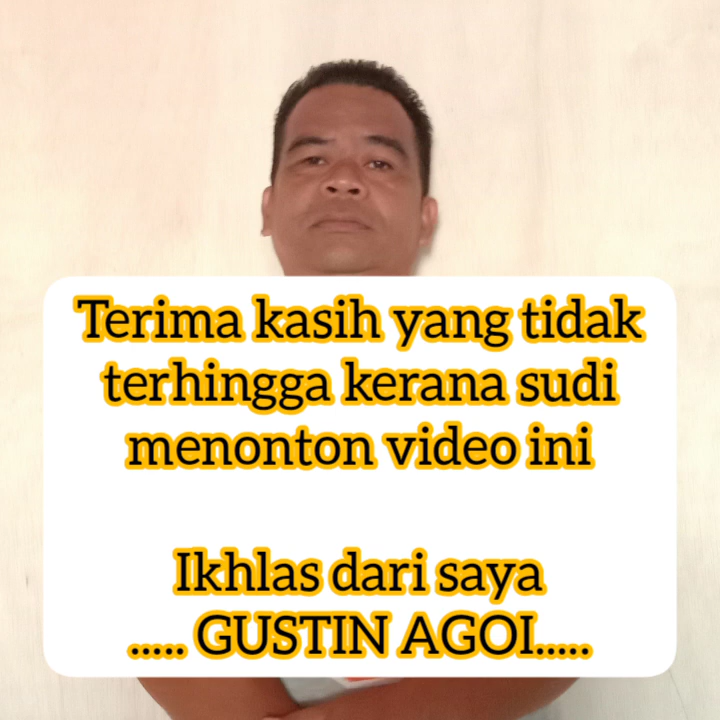 Terima kasih yang tidak
terhingga kerana sudi
menonton video ini
Ikhlas dari saya
..... GUSTIN AGOI.....